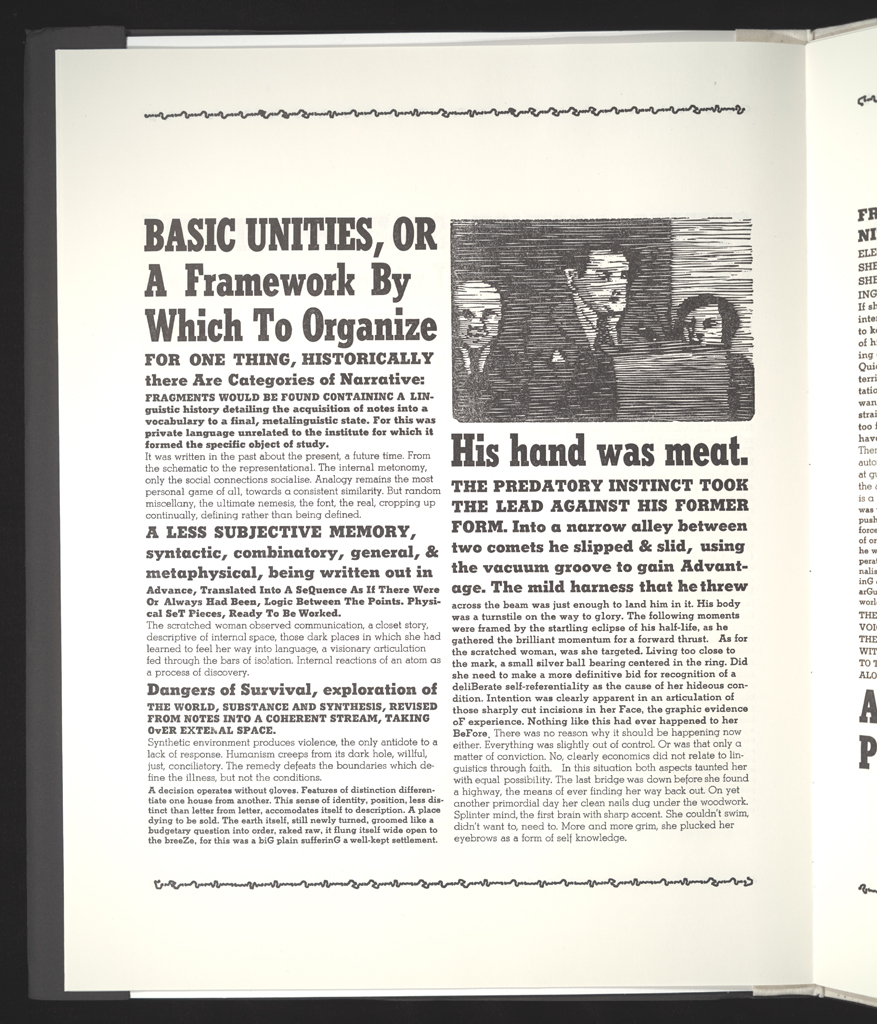 BASIC UNITIES, OR
A Framework By
Which To Organize
FOR ONE THING, HISTORICALLY
there Are Categories of Narrative:
FRAGMENTS WOULD BE FOUND CONTAININC A LIN-
guistic history detailing the acquisition of notes into a
vocabulary to a final, metalinguistic state. For this was
private language unrelated to the institute for which it
formed the specific object of study.
It was written in the past about the present, a future time. From
the schematic to the representational. The internal metonomy,
only the social connections socialise. Analogy remains the most
personal game of all, towards a consistent similarity. But random
miscellany, the ultimate nemesis, the font, the real, cropping up
continually, defining rather than being defined.
A LESS SUBJECTIVE MEMORY,
syntactic, combinatory, general, &
metaphysical, being written out in
Advance, Translated Into A SeQuence As If There Were
Or Always Had Been, Logic Between The Points. Physi-
cal SeT Pieces, Ready To Be Worked.
The scratched woman observed communication, a closet story,
descriptive of internal space, those dark places in which she had
learned to feel her way into language, a visionary articulation
fed through the bars of isolation. Internal reactions of an atom as
a process of discovery.
Dangers of Survival, exploration of
THE WORLD, SUBSTANCE AND SYNTHESIS, REVISED
FROM NOTES INTO A COHERENT STREAM, TAKING
OvER EXTERNAL SPACE.
Synthetic environment produces violence, the only antidote to a
lack of response. Humanism creeps from its dark hole, willful,
just, conciliatory. The remedy defeats the boundaries which de-
fine the illness, but not the conditions.
A decision operates without gloves. Features of distinction differen-
tiate one house from another. This sense of identity, position, less dis-
tinct than letter from letter, accomodates itself to description. A place
dying to be sold. The earth itself, still newly turned, groomed like a
budgetary question into order, raked raw, it flung itself wide open to
the breeZe, for this was a biG plain sufferinG a well-kept settlement.
His hand was meat.
THE PREDATORY INSTINCT TOOK
THE LEAD AGAINST HIS FORMER
FORM. Into a narrow alley between
two comets he slipped & slid, using
the vacuum groove to gain Advant-
age. The mild harness that he threw
across the beam was just enough to land him in it. His body
was a turnstile on the way to glory. The following moments
were framed by the startling eclipse of his half-life, as he
gathered the brilliant momentum for a forward thrust. As for
the scratched woman, was she targeted. Living too close to
the mark, a small silver ball bearing centered in the ring. Did
she need to make a more definitive bid for recognition of a
deliBerate self-referentiality as the cause of her hideous con-
dition. Intention was clearly apparent in an articulation of
those sharply cut incisions in her Face, the graphic evidence
oF experience. Nothing like this had ever happened to her
BeFore. There was no reason why it should be happening now
either. Everything was slightly out of control. Or was that only a
matter of conviction. No, clearly economics did not relate to lin-
guistics through faith. In this situation both aspects taunted her
with equal possibility. The last bridge was down before she found
a highway, the means of ever finding her way back out. On yet
another primordial day her clean nails dug under the woodwork.
Splinter mind, the first brain with sharp accent. She couldn't swim,
didn't want to, need to. More and more grim, she plucked her
eyebrows as a form of self knowledge.